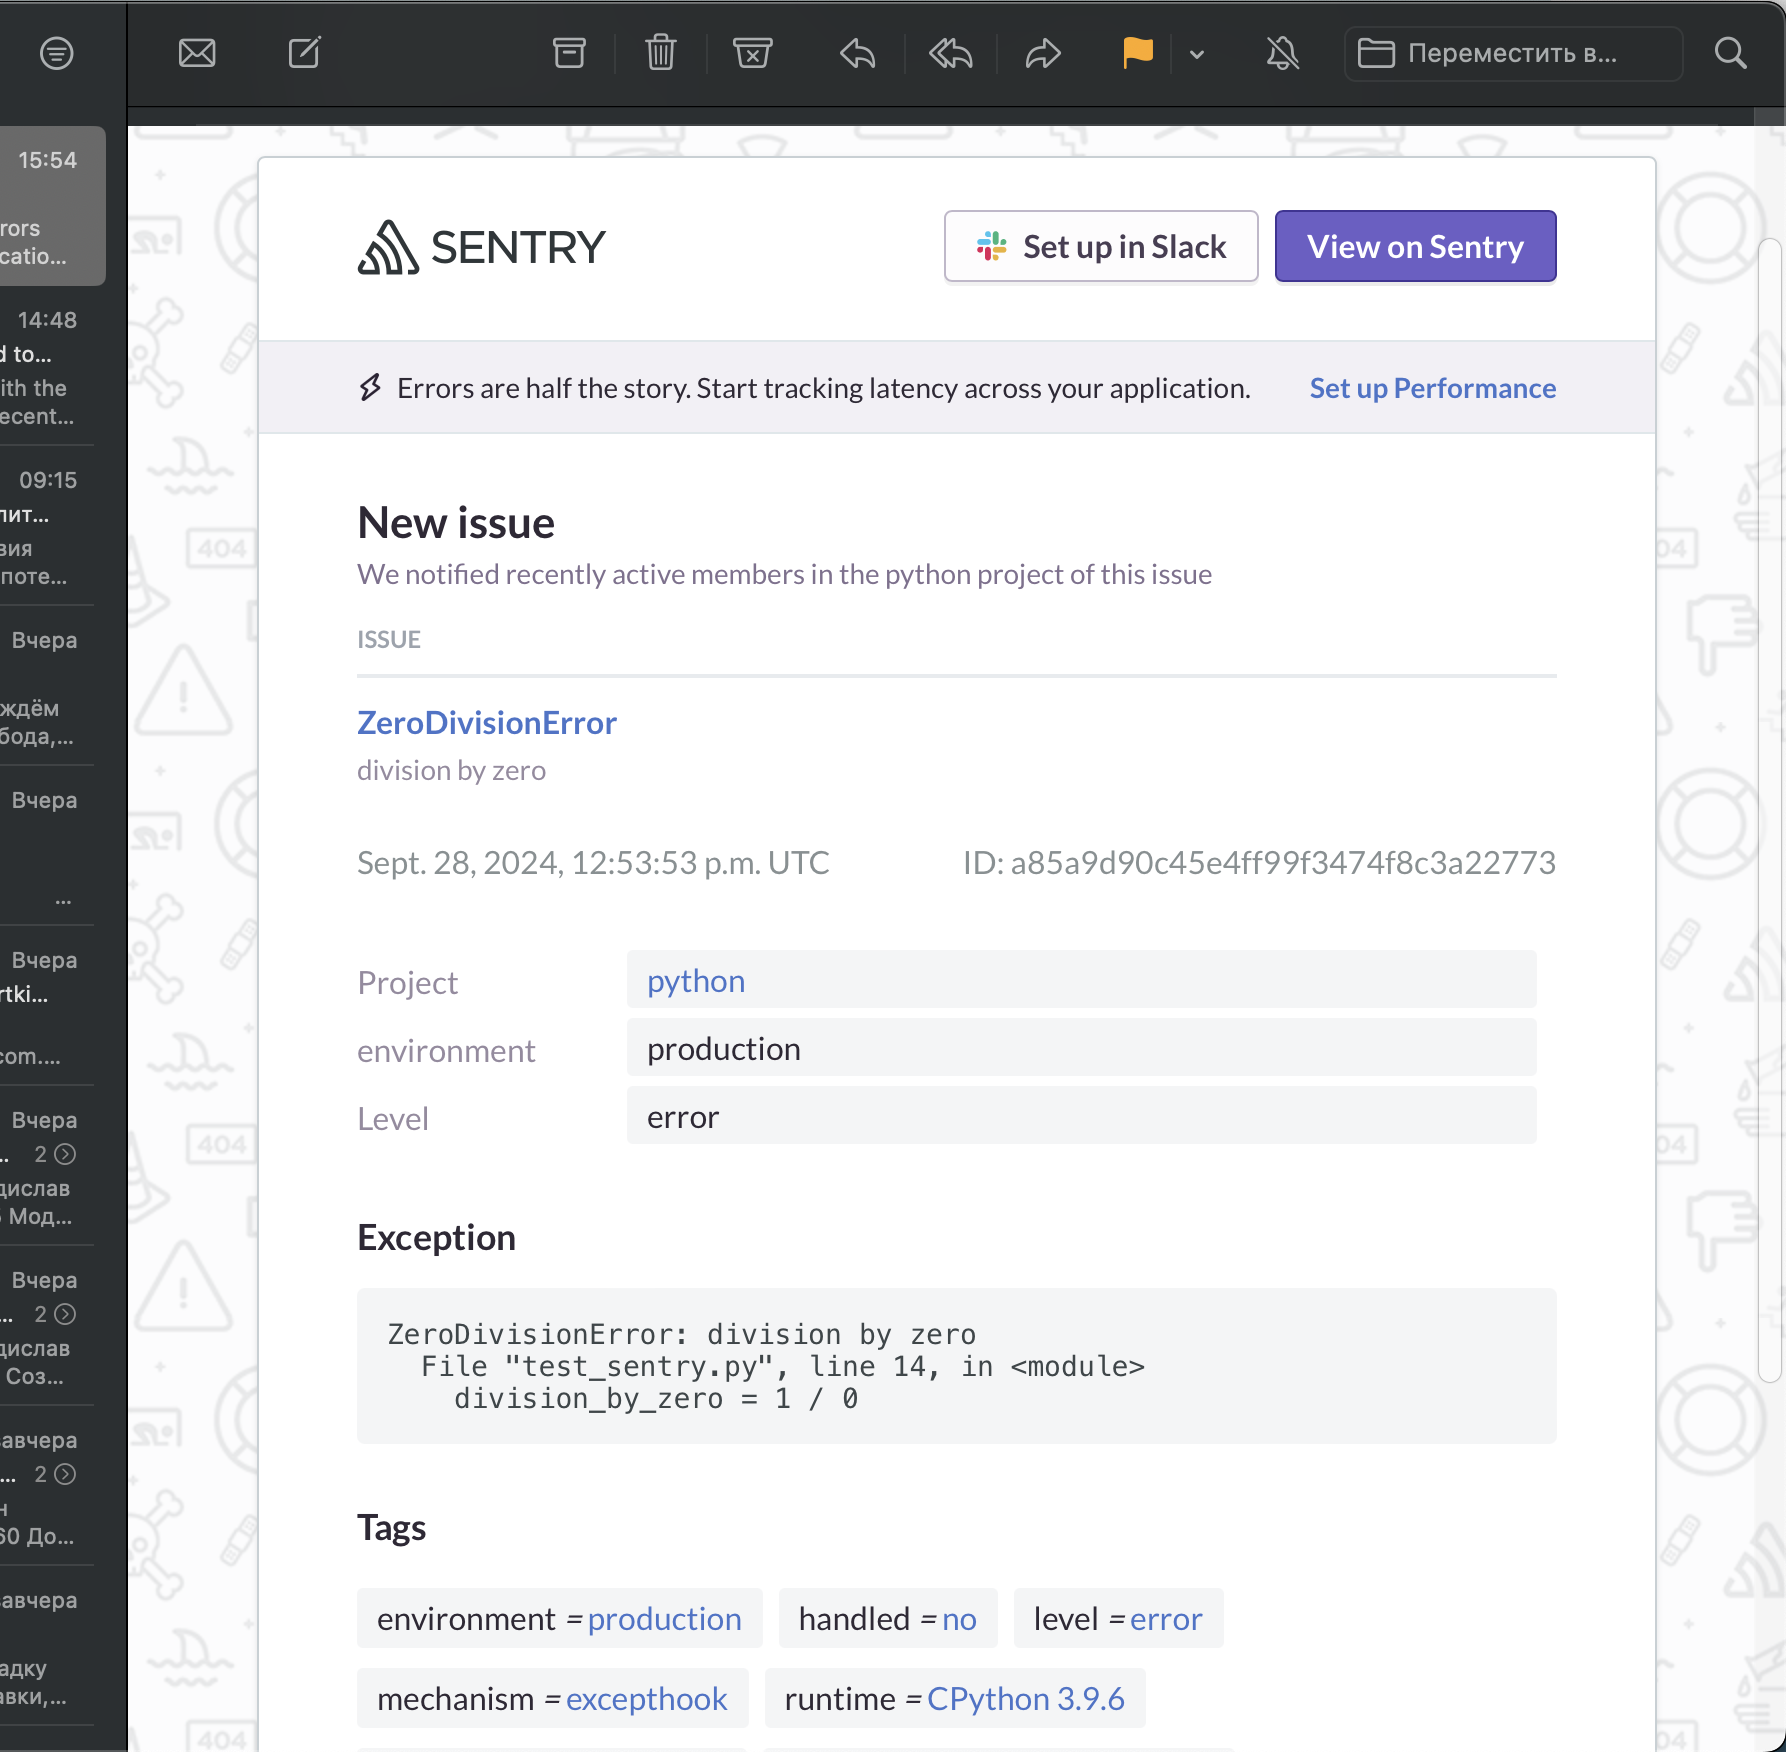 Переместить в...
15:54
rors
catio...
14:48
d to...
ith the
ecent...
09:15
лит...
вия
поте...
Вчера
ждём
бода,...
Вчера
...
Вчера
rtki...
com....
Вчера
.. 2
дислав
Мод...
Вчера
... 2
дислав
Соз...
завчера
... 2
н
60 До...
завчера
адку
авки,...
SENTRY
Set up in Slack
View on Sentry
Errors are half the story. Start tracking latency across your application.
Set up Performance
New issue
We notified recently active members in the python project of this issue
ISSUE
ZeroDivisionError
division by zero
Sept. 28, 2024, 12:53:53 p.m. UTC
ID: a85a9d90c45e4ff99f3474f8c3a22773
Project python
environment production
Level error
Exception
ZeroDivisionError: division by zero
File "test_sentry.py", line 14, in <module>
division_by_zero = 1 / 0
Tags
environment = production
handled = no
level = error
mechanism = excepthook
runtime = CPython 3.9.6
404
404
404